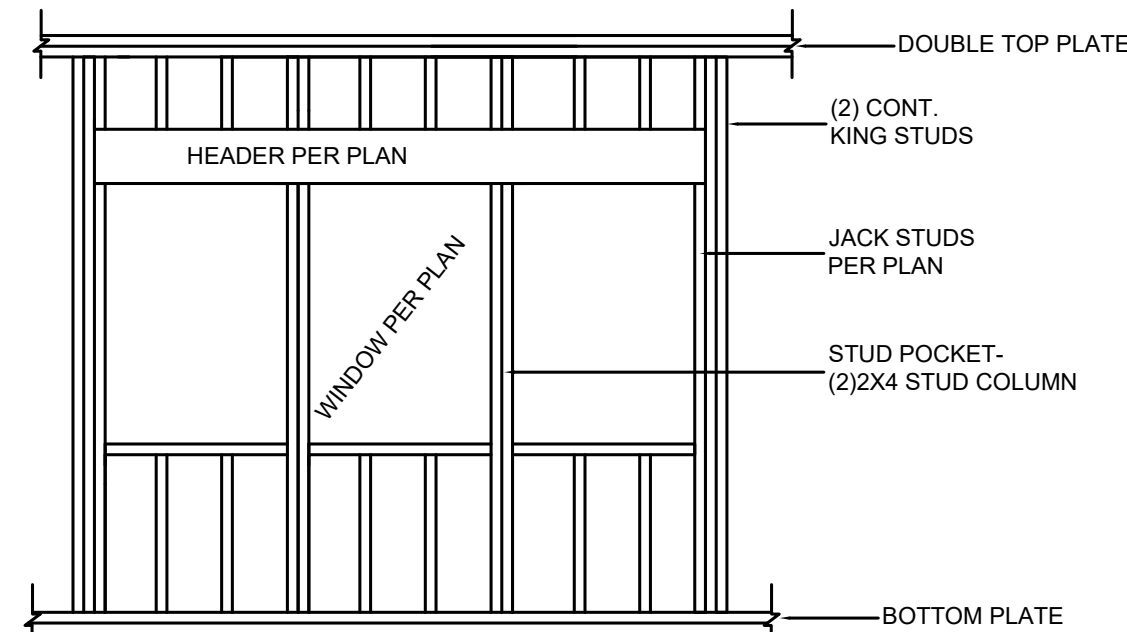 DOUBLE TOP PLATE
(2) CONT.
KING STUDS
HEADER PER PLAN
JACK STUDS
PER PLAN
WINDOW PER PLAN
STUD POCKET-
(2)2X4 STUD COLUMN
BOTTOM PLATE